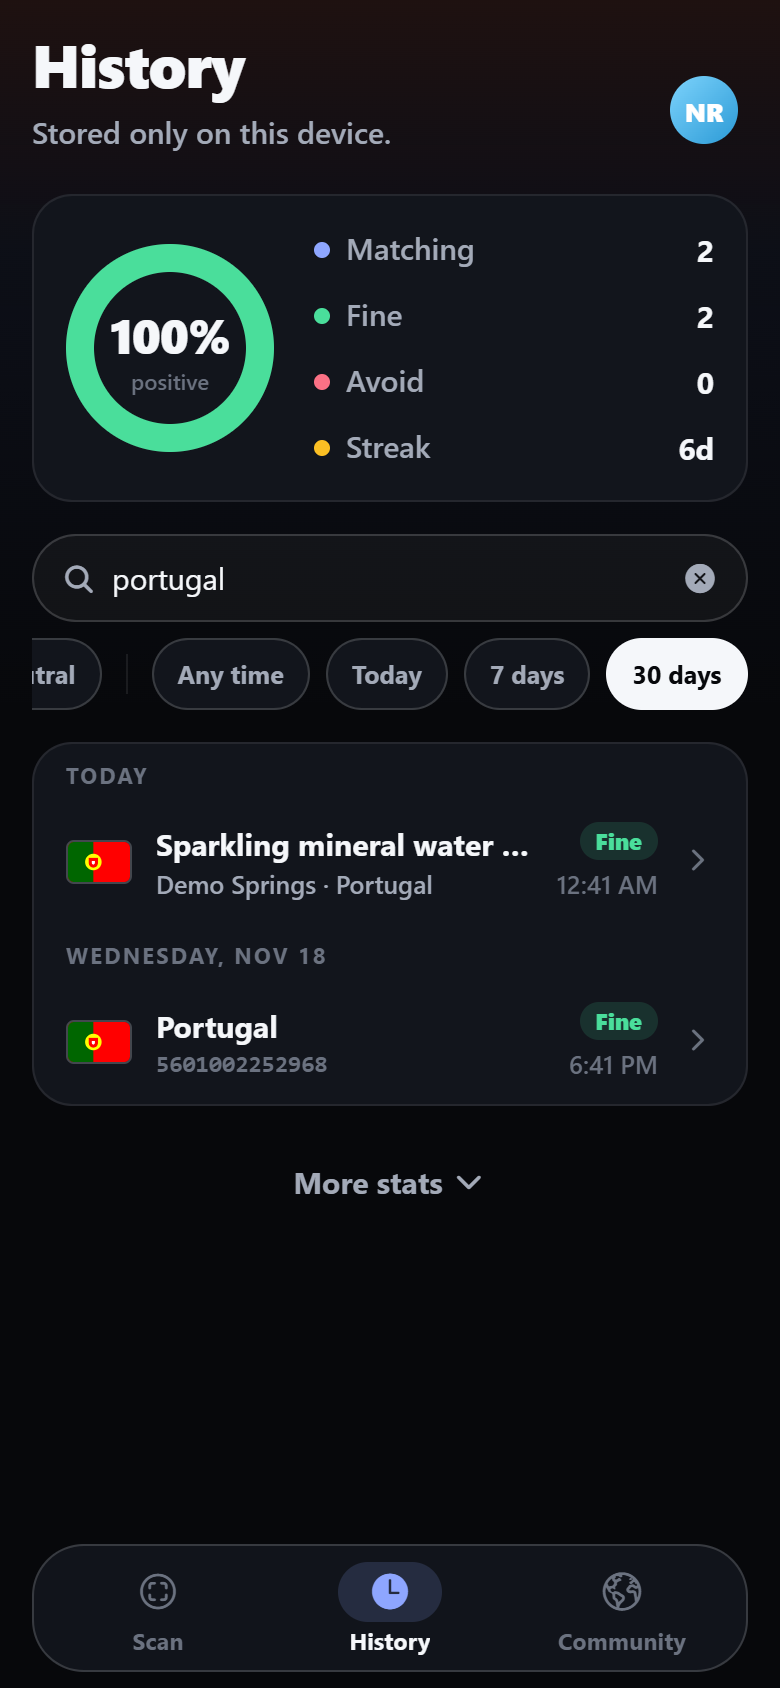 History
Stored only on this device.
NR
100%
positive
Matching 2
Fine 2
Avoid 0
Streak 6d
portugal
utral Any time Today 7 days 30 days
TODAY
Sparkling mineral water ... Fine
Demo Springs · Portugal 12:41 AM
WEDNESDAY, NOV 18
Portugal Fine
5601002252968 6:41 PM
More stats
Scan History Community